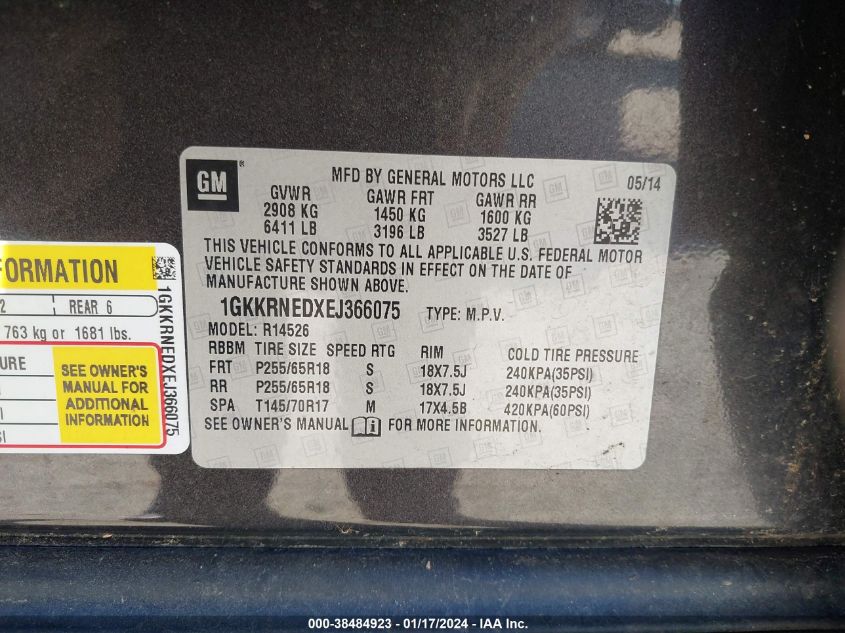 GM
MFD BY GENERAL MOTORS LLC
05/14
GVWR GAWR FRT GAWR RR
2908 KG 1450 KG 1600 KG
6411 LB 3196 LB 3527 LB
THIS VEHICLE CONFORMS TO ALL APPLICABLE U.S. FEDERAL MOTOR
VEHICLE SAFETY STANDARDS IN EFFECT ON THE DATE OF
MANUFACTURE SHOWN ABOVE.
1GKKRNEDXEJ366075 TYPE: M.P.V.
MODEL: R14526
RBBM TIRE SIZE SPEED RTG RIM COLD TIRE PRESSURE
FRT P255/65R18 S 18X7.5J 240KPA(35PSI)
RR P255/65R18 S 18X7.5J 240KPA(35PSI)
SPA T145/70R17 M 17X4.5B 420KPA(60PSI)
SEE OWNER'S MANUAL FOR MORE INFORMATION.
FORMATION
2 REAR 6
763 kg or 1681 lbs.
URE
SEE OWNER'S
MANUAL FOR
ADDITIONAL
INFORMATION
1GKKRNEDXEJ366075
000-38484923 - 01/17/2024 - IAA Inc.